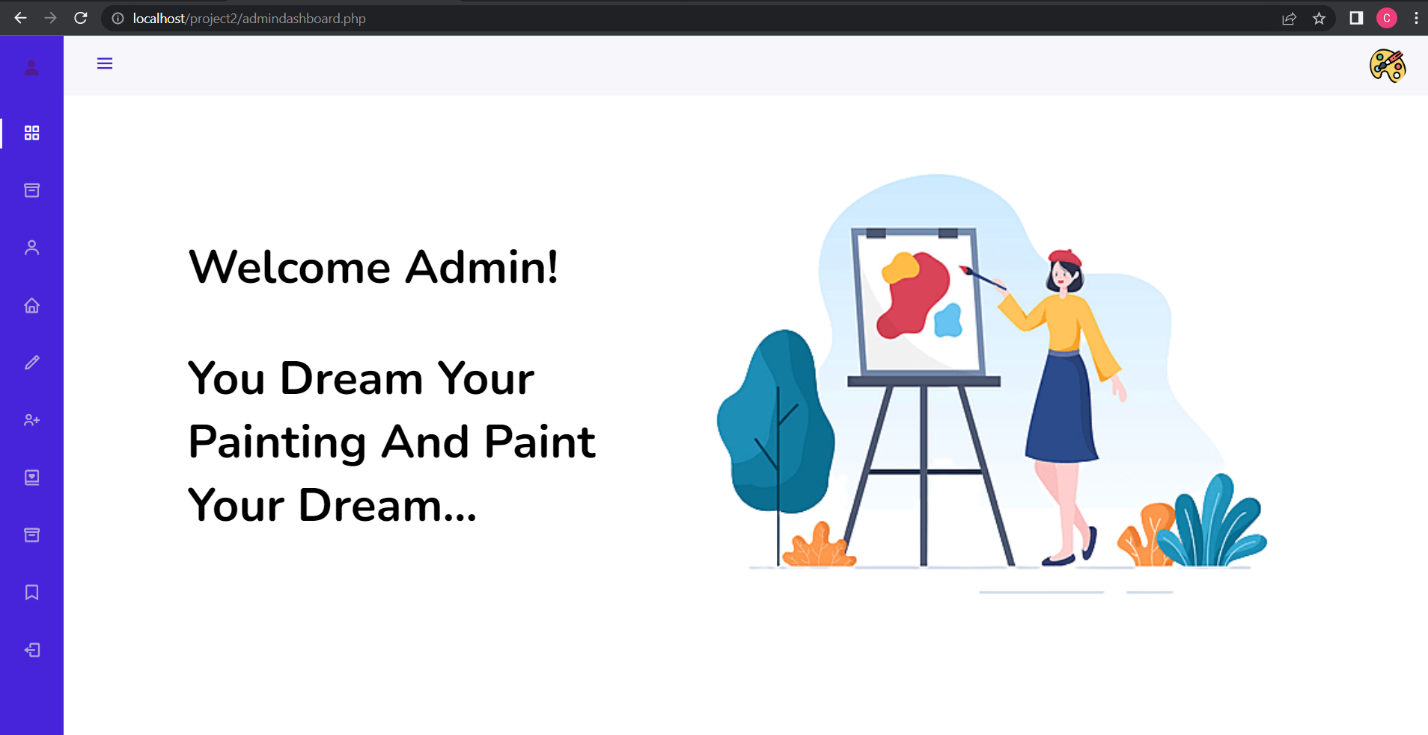 localhost/project2/admindashboard.php
C
Welcome Admin!
You Dream Your
Painting And Paint
Your Dream...